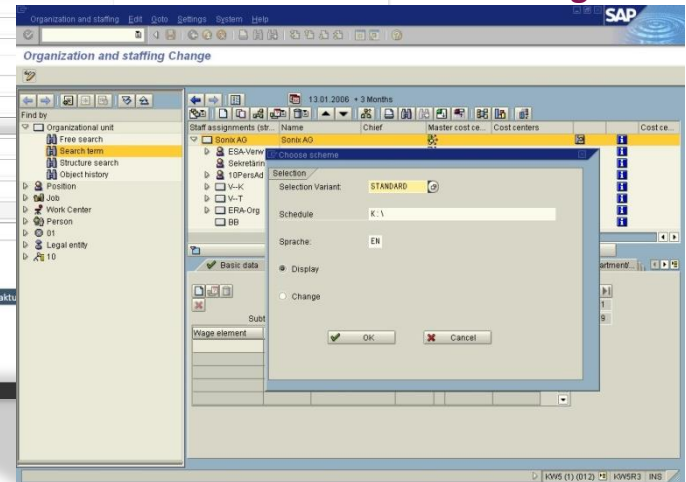 Organization and staffing Edit Goto Settings System Help
SAP
Organization and staffing Change
13.01.2006 + 3 Months
Find by
Organizational unit
Free search
Search term
Structure search
Object history
Position
Job
Work Center
Person
01
Legal entity
10
Staff assignments (str... Name Chief Master cost ce... Cost centers Cost ce...
Sonix AG Sonix AG
ESA-Verw
Sekretärin
10PersAd
V--K
V--T
ERA-Org
BB
Choose scheme
Selection
Selection Variant: STANDARD
Schedule K:\
Sprache: EN
Display
Change
OK Cancel
Basic data
artment/...
1
9
Subt
Wage element
aktu
KW5 (1) (012) KW5R3 INS